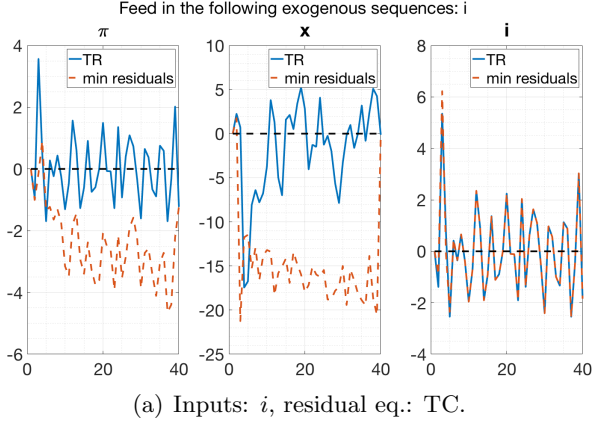 Feed in the following exogenous sequences: i
π x i
4
2
0
-2
-4
-6
0 20 40
TR
min residuals
10
5
0
-5
-10
-15
-20
-25
0 20 40
TR
min residuals
8
6
4
2
0
-2
-4
0 20 40
TR
min residuals
(a) Inputs: i, residual eq.: TC.